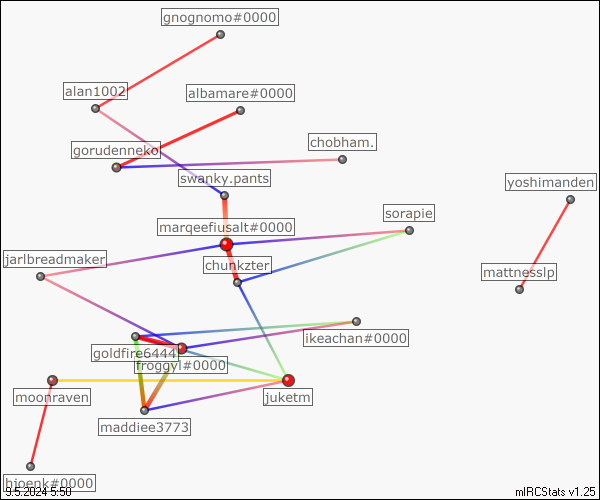 gnognomo#0000
alan1002
albamare#0000
chobham.
gorudenneko
swanky.pants
yoshimanden
sorapie
marqeefiusalt#0000
jarlbreadmaker
chunkzter
mattnesslp
ikeachan#0000
goldfire6444
froggyl#0000
moonraven
juketm
maddiee3773
hjoenk#0000
9.5.2024 5:50
mIRCStats v1.25